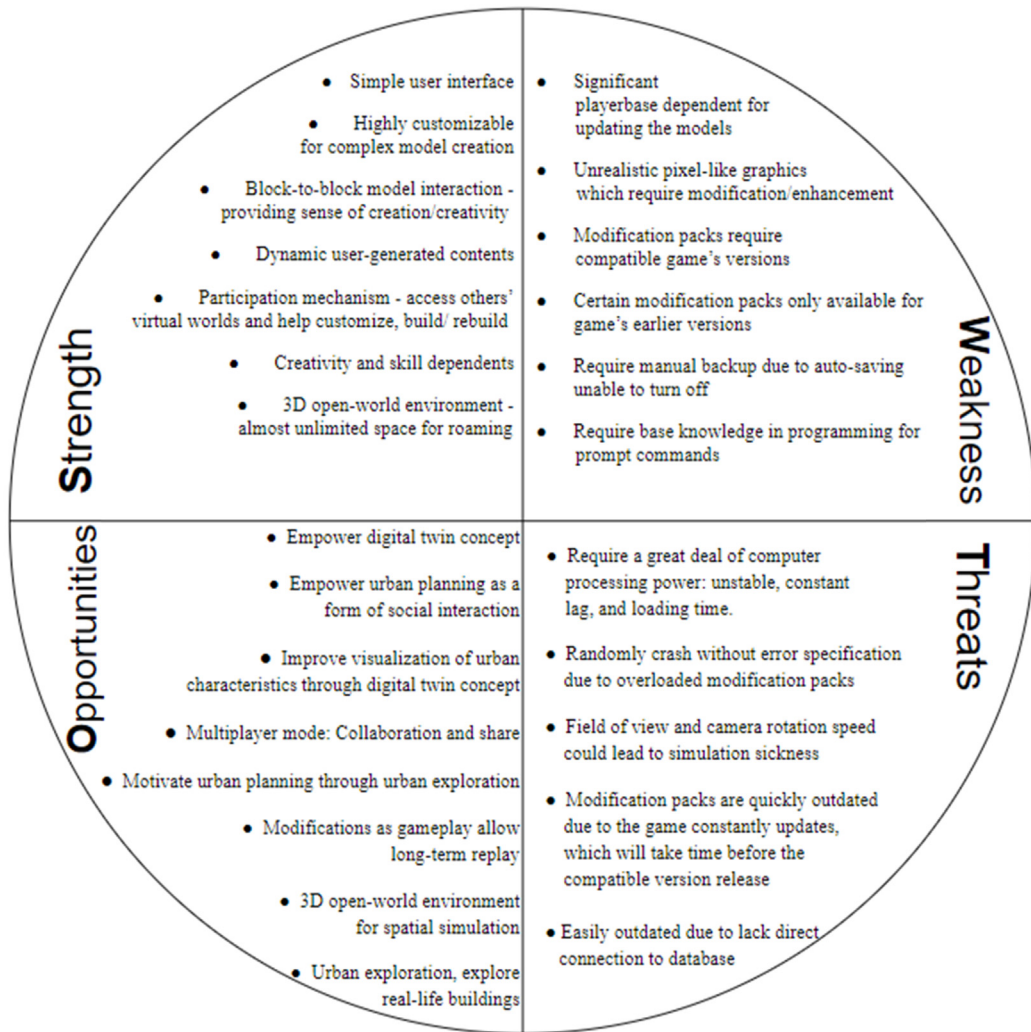 Strength
● Simple user interface
● Highly customizable
for complex model creation
● Block-to-block model interaction -
providing sense of creation/creativity
● Dynamic user-generated contents
● Participation mechanism - access others’
virtual worlds and help customize, build/ rebuild
● Creativity and skill dependents
● 3D open-world environment -
almost unlimited space for roaming
Weakness
● Significant
playerbase dependent for
updating the models
● Unrealistic pixel-like graphics
which require modification/enhancement
● Modification packs require
compatible game’s versions
● Certain modification packs only available for
game’s earlier versions
● Require manual backup due to auto-saving
unable to turn off
● Require base knowledge in programming for
prompt commands
Opportunities
● Empower digital twin concept
● Empower urban planning as a
form of social interaction
● Improve visualization of urban
characteristics through digital twin concept
● Multiplayer mode: Collaboration and share
● Motivate urban planning through urban exploration
● Modifications as gameplay allow
long-term replay
● 3D open-world environment
for spatial simulation
● Urban exploration, explore
real-life buildings
Threats
● Require a great deal of computer
processing power: unstable, constant
lag, and loading time.
● Randomly crash without error specification
due to overloaded modification packs
● Field of view and camera rotation speed
could lead to simulation sickness
● Modification packs are quickly outdated
due to the game constantly updates,
which will take time before the
compatible version release
● Easily outdated due to lack direct
connection to database